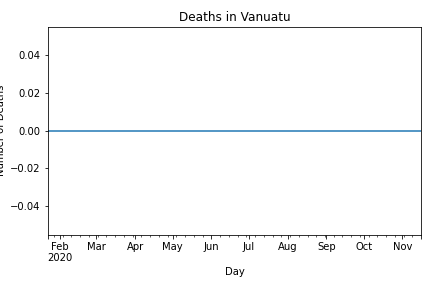 Deaths in Vanuatu
Number of Deaths
0.04
0.02
0.00
−0.02
−0.04
Feb Mar Apr May Jun Jul Aug Sep Oct Nov
2020
Day